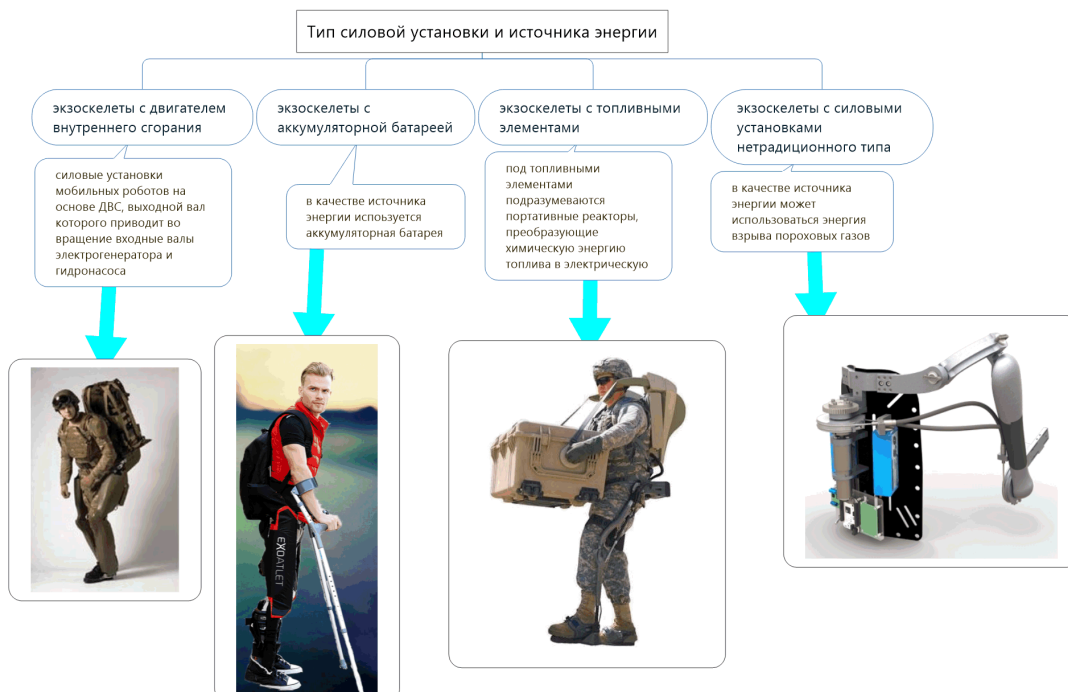 Тип силовой установки и источника энергии
экзоскелеты с двигателем
внутреннего сгорания
экзоскелеты с
аккумуляторной батареей
экзоскелеты с топливными
элементами
экзоскелеты с силовыми
установками
нетрадиционного типа
силовые установки
мобильных роботов на
основе ДВС, выходной вал
которого приводит во
вращение входные валы
электрогенератора и
гидронасоса
в качестве источника
энергии испоьзуется
аккумуляторная батарея
под топливными
элементами
подразумеваются
портативные реакторы,
преобразующие
химическую энергию
топлива в электрическую
в качестве источника
энергии может
использоваться энергия
взрыва пороховых газов
EXOATLET